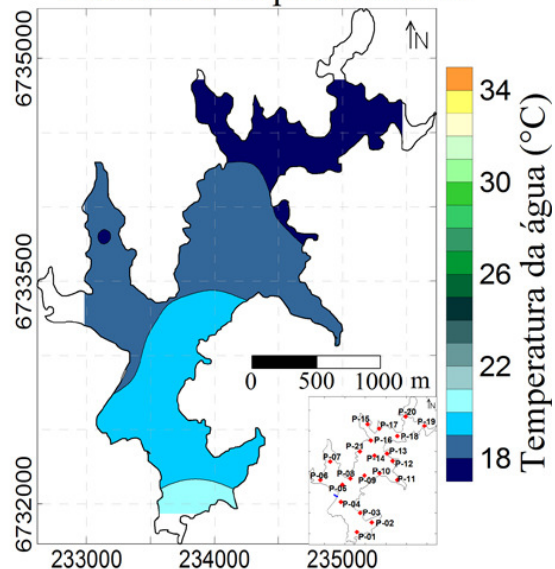 N
6735000
6733500
6732000
233000 234000 235000
0 500 1000 m
34
30
26
22
18
Temperatura da água (°C)
N
P-20
P-15
P-17
P-19
P-16
P-18
P-21
P-13
P-07
P-14
P-12
P-06
P-08
P-10
P-09
P-11
P-04
P-03
P-02
P-01